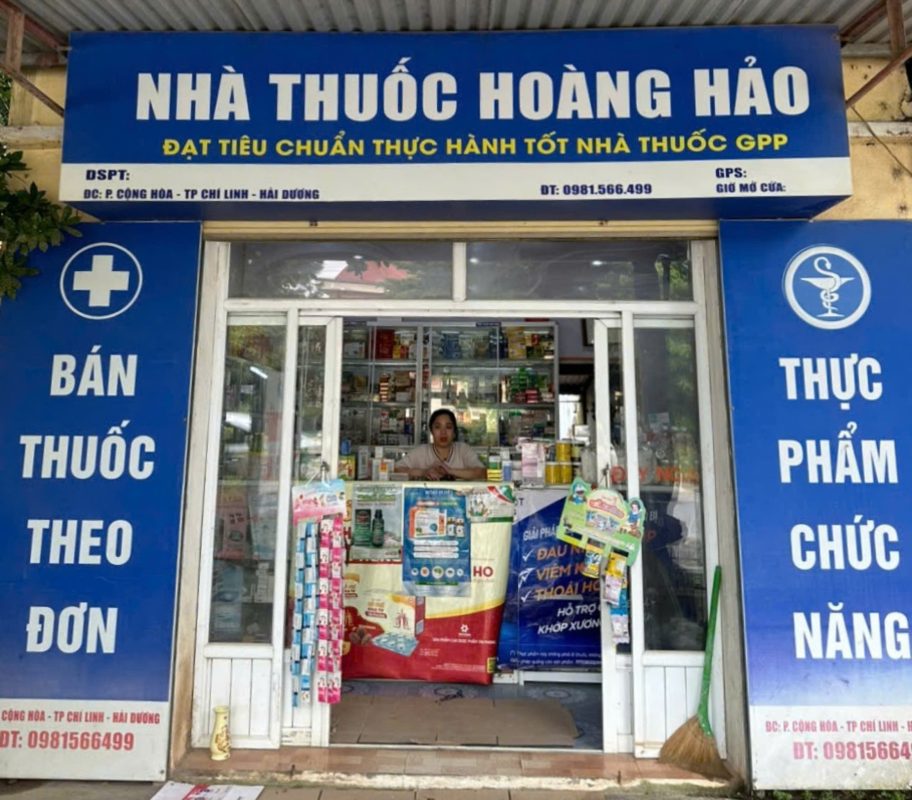 NHÀ THUỐC HOÀNG HẢO
ĐẠT TIÊU CHUẨN THỰC HÀNH TỐT NHÀ THUỐC GPP
DSPT:
ĐC: P. CỘNG HÒA - TP CHÍ LINH - HẢI DƯƠNG
ĐT: 0981.566.499
GPS:
GIỜ MỞ CỬA:
BÁN
THUỐC
THEO
ĐƠN
CỘNG HÒA - TP CHÍ LINH - HẢI DƯƠNG
ĐT: 0981566499
HO
GIẢI
ĐAU
VIÊM
THOÁI
HỖ TRỢ
KHỚP XƯƠNG
THỰC
PHẨM
CHỨC
NĂNG
ĐC: P. CỘNG HÒA - TP CHÍ LINH - H
ĐT: 09815664